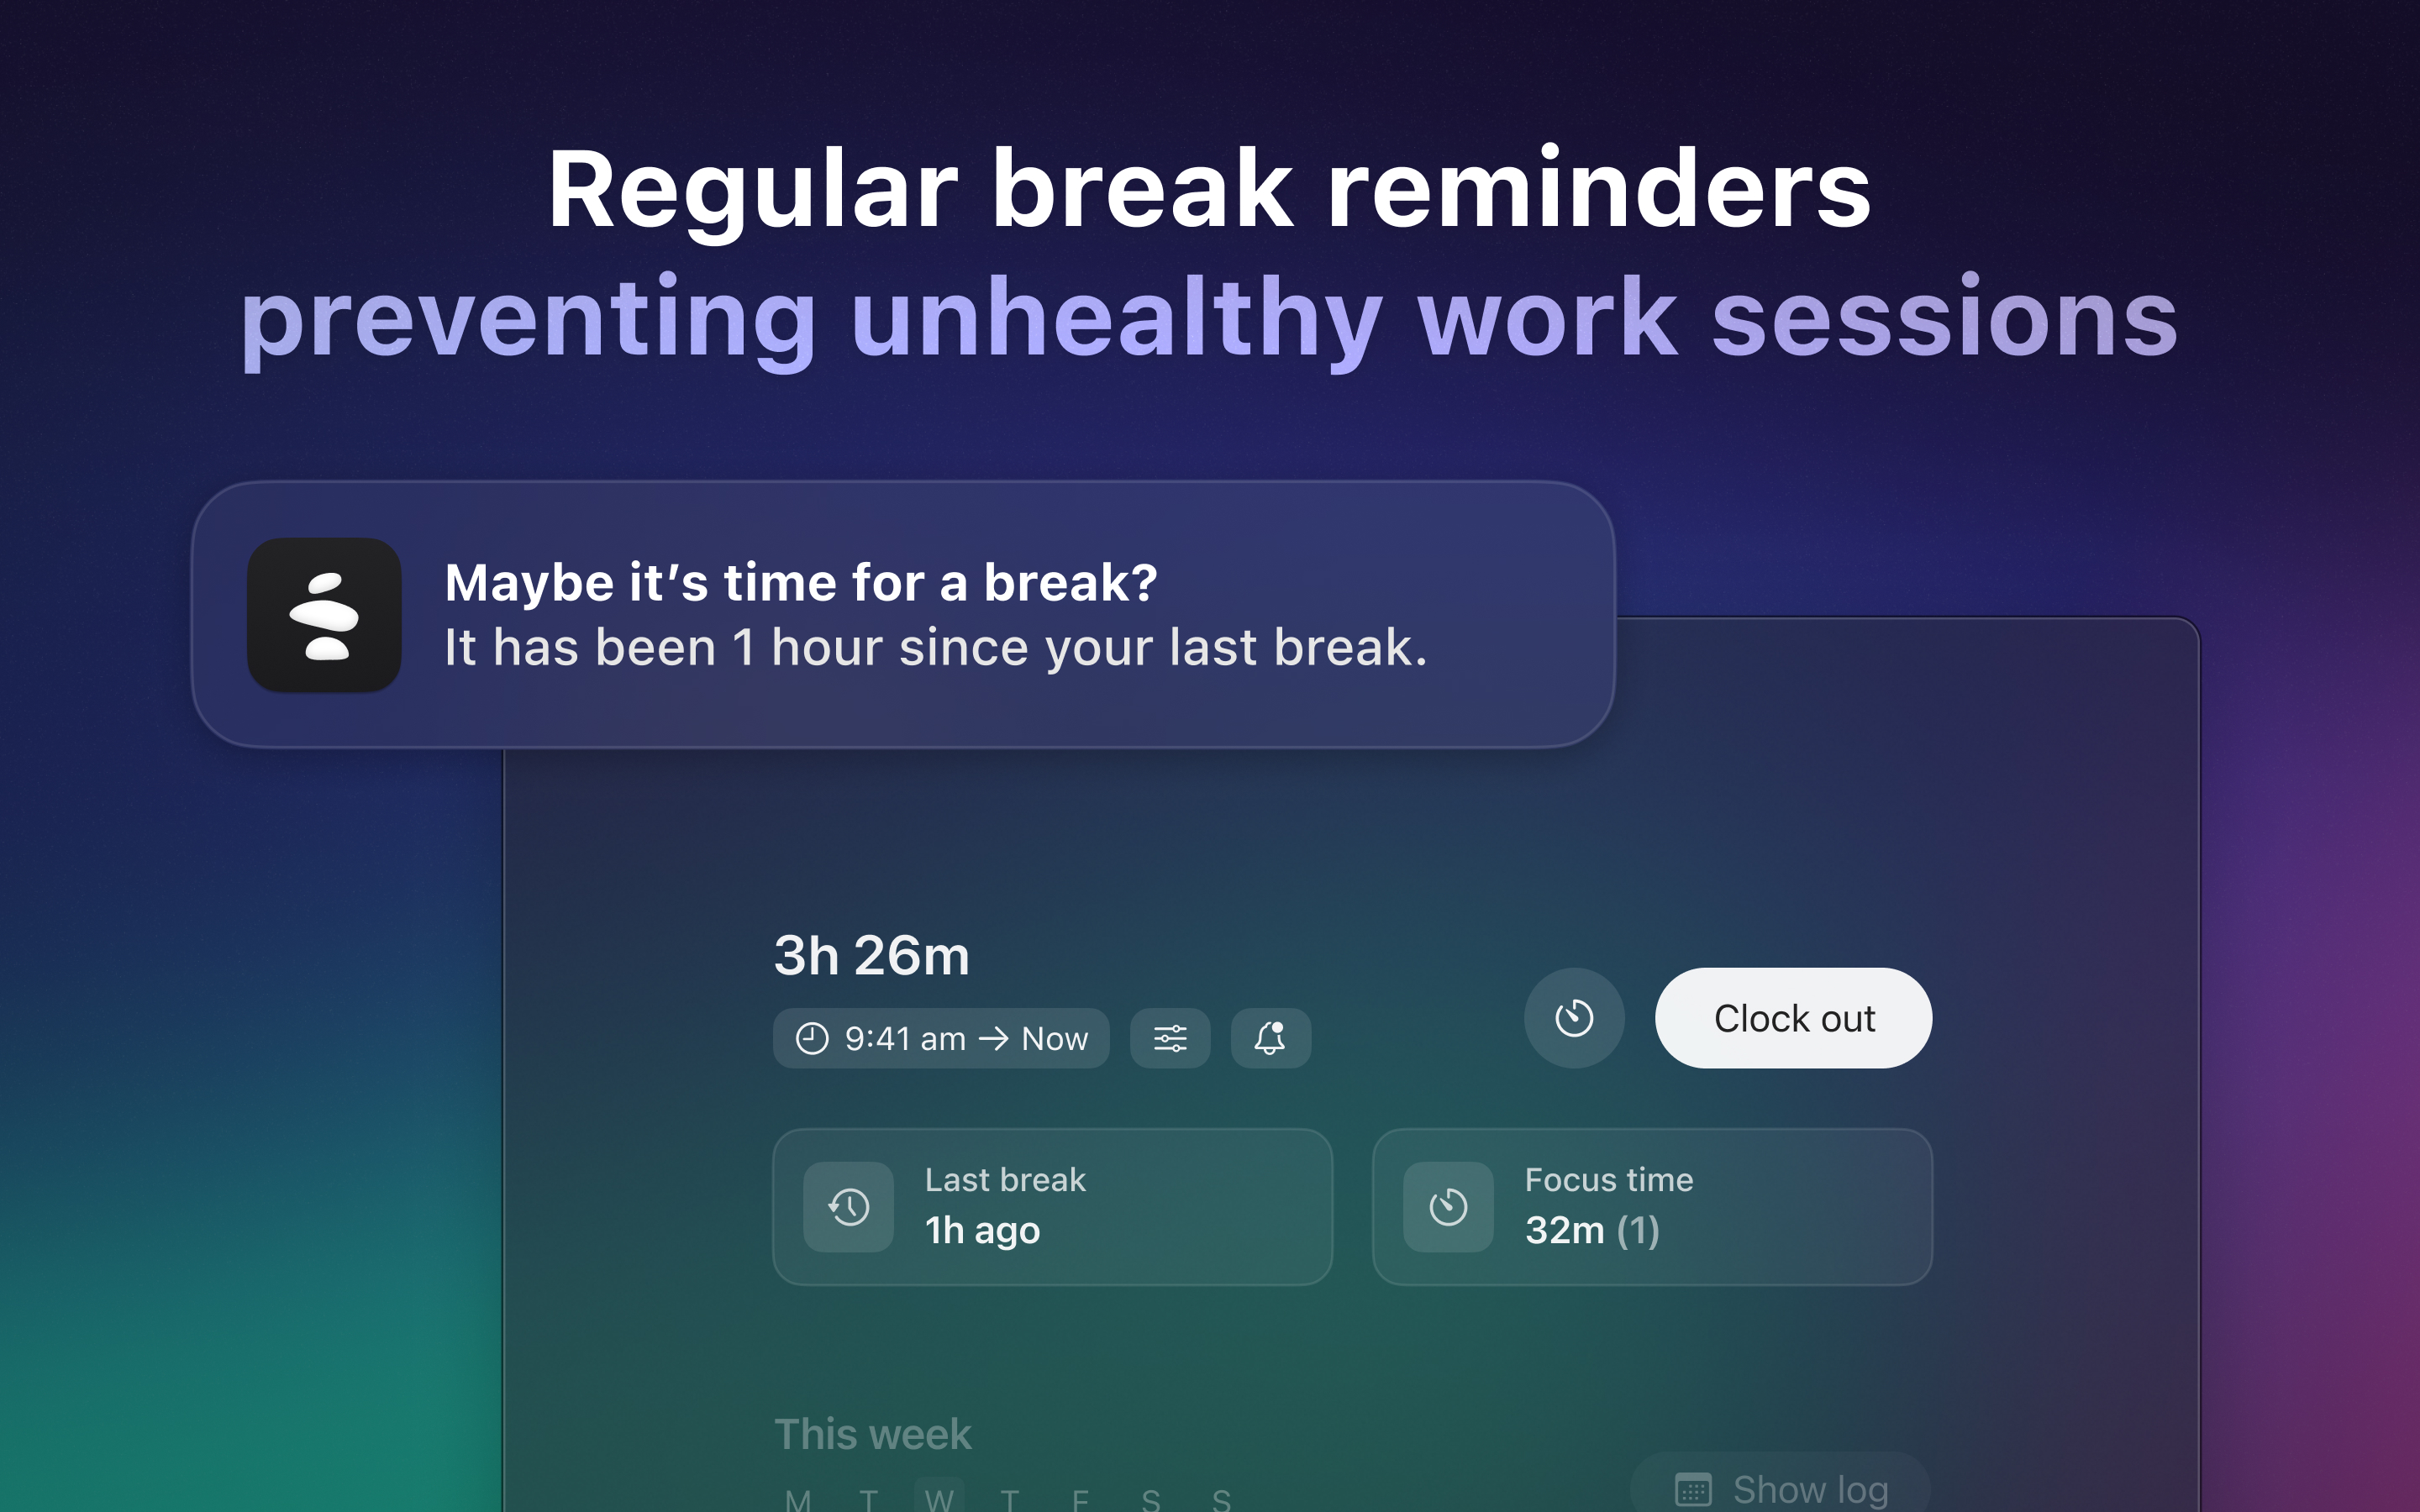 Regular break reminders
preventing unhealthy work sessions
Maybe it’s time for a break?
It has been 1 hour since your last break.
3h 26m
9:41 am → Now
Clock out
Last break
1h ago
Focus time
32m (1)
This week
Show log
M T W T F S S